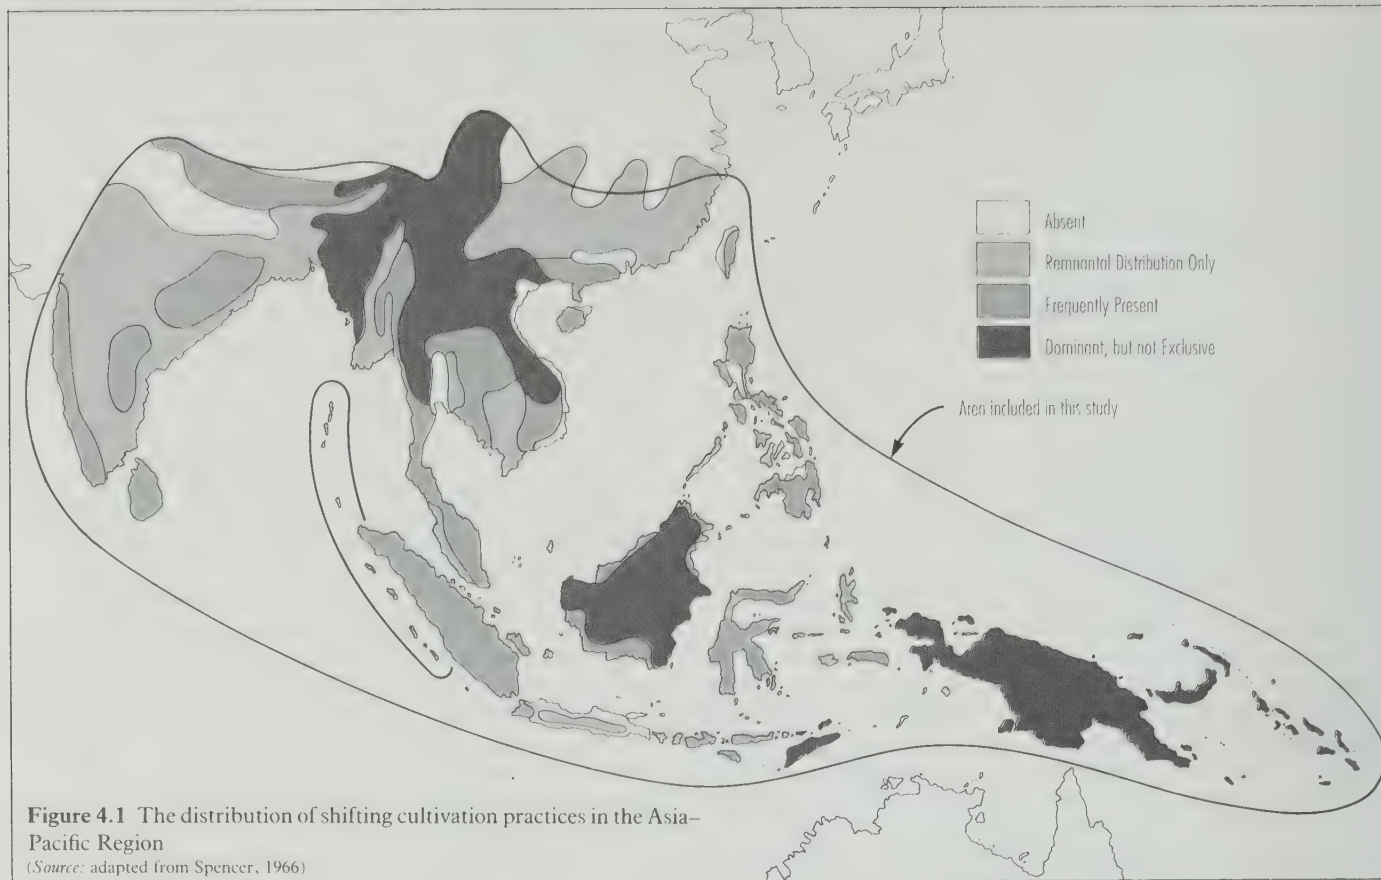 Absent
Remnantal Distribution Only
Frequently Present
Dominant, but not Exclusive
Area included in this study
Figure 4.1 The distribution of shifting cultivation practices in the Asia–
Pacific Region
(Source: adapted from Spencer, 1966)